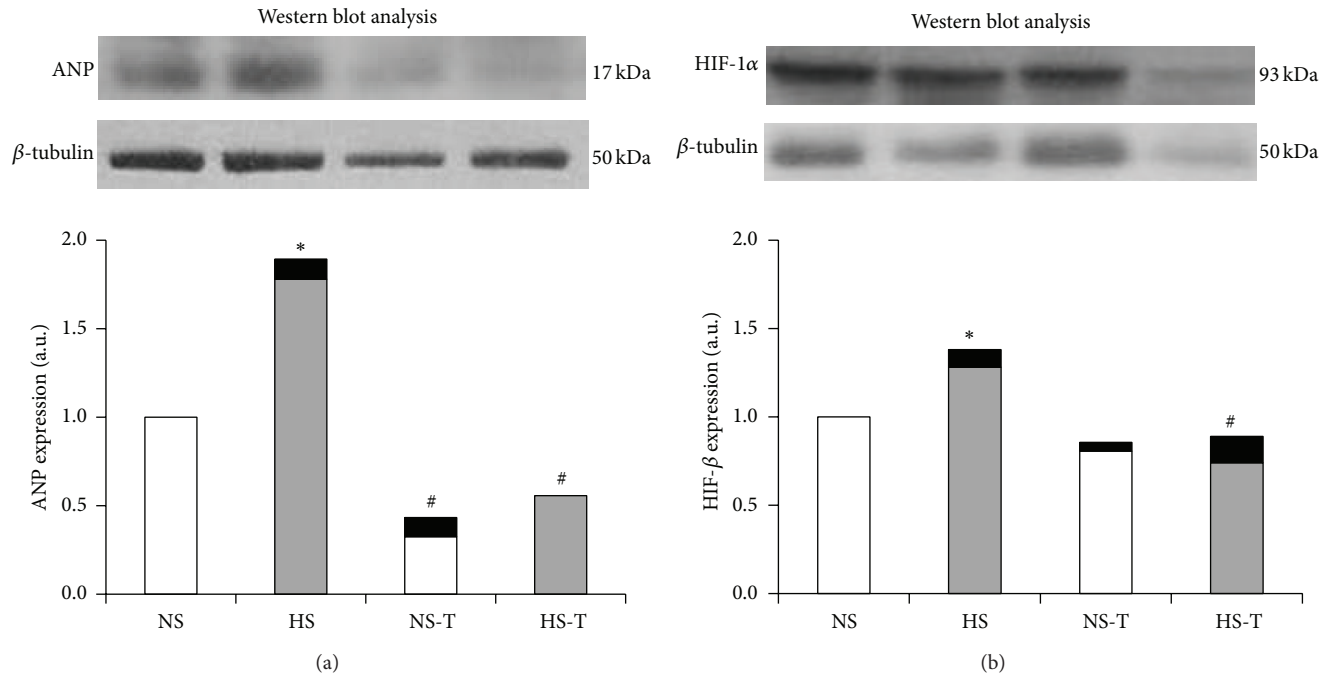 Western blot analysis
ANP
17 kDa
β-tubulin
50 kDa
2.0
1.5
1.0
0.5
0.0
ANP expression (a.u.)
*
#
#
NS
HS
NS-T
HS-T
(a)
Western blot analysis
HIF-1α
93 kDa
β-tubulin
50 kDa
2.0
1.5
1.0
0.5
0.0
HIF-β expression (a.u.)
*
#
NS
HS
NS-T
HS-T
(b)